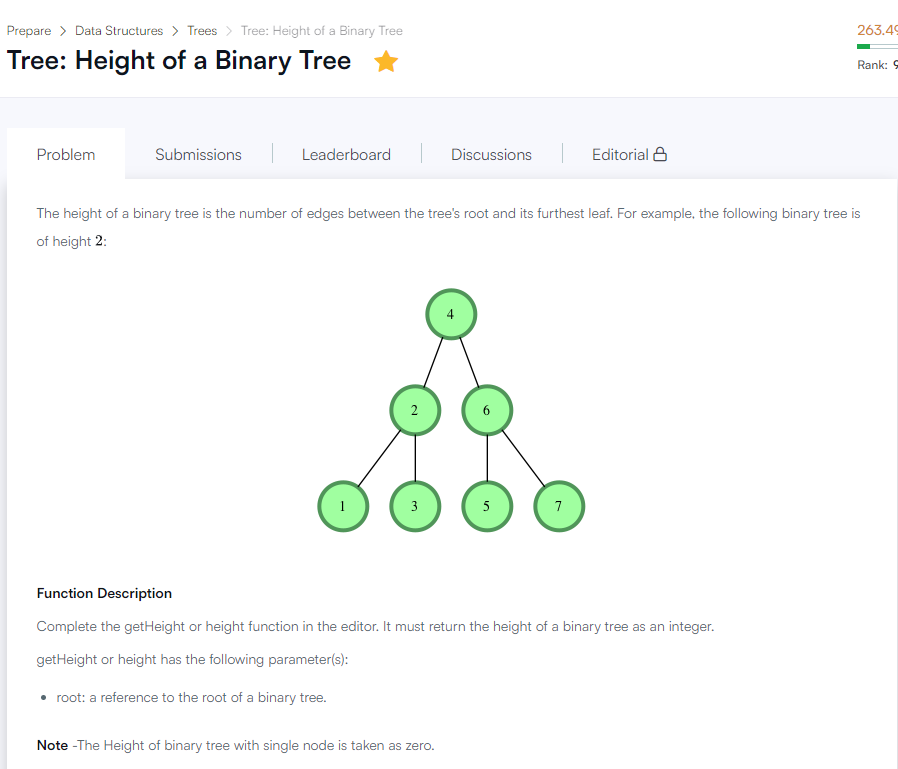 Prepare > Data Structures > Trees > Tree: Height of a Binary Tree
263.49
Tree: Height of a Binary Tree
Rank: 9
Problem
Submissions
Leaderboard
Discussions
Editorial
The height of a binary tree is the number of edges between the tree's root and its furthest leaf. For example, the following binary tree is
of height 2:
4
2 6
1 3 5 7
Function Description
Complete the getHeight or height function in the editor. It must return the height of a binary tree as an integer.
getHeight or height has the following parameter(s):
• root: a reference to the root of a binary tree.
Note -The Height of binary tree with single node is taken as zero.